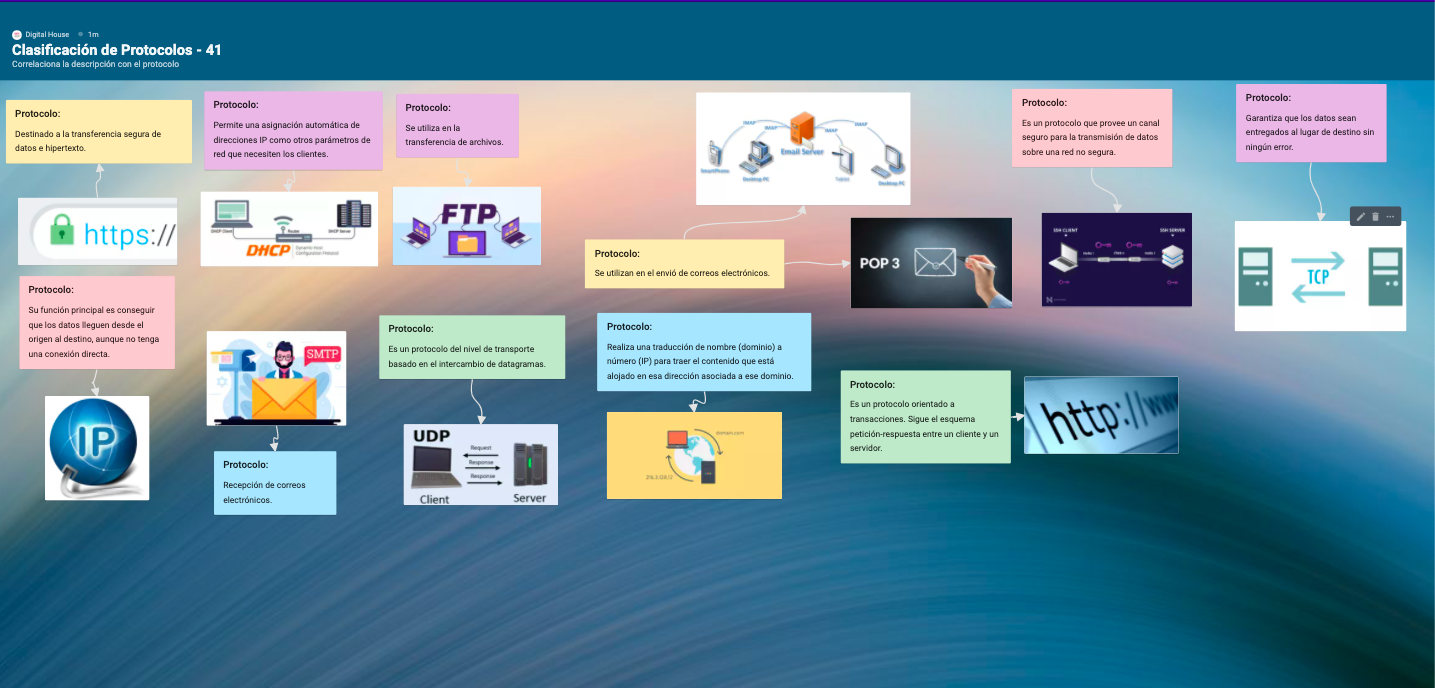 Digital House 1m
Clasificación de Protocolos - 41
Correlaciona la descripción con el protocolo
Protocolo:
Destinado a la transferencia segura de
datos e hipertexto.
https://
Protocolo:
Permite una asignación automática de
direcciones IP como otros parámetros de
red que necesiten los clientes.
DHCP Client
Router
DHCP Server
DHCP
Dynamic Host
Configuration Protocol
Protocolo:
Se utiliza en la
transferencia de archivos.
FTP
IMAP
IMAP
IMAP
IMAP
Email Server
SmartPhone
Desktop PC
Tablets
Desktop PC
Protocolo:
Se utilizan en el envió de correos electrónicos.
POP 3
Protocolo:
Es un protocolo que provee un canal
seguro para la transmisión de datos
sobre una red no segura.
SSH CLIENT
SSH SERVER
Protocolo:
Garantiza que los datos sean
entregados al lugar de destino sin
ningún error.
TCP
Protocolo:
Su función principal es conseguir
que los datos lleguen desde el
origen al destino, aunque no tenga
una conexión directa.
IP
SMTP
Protocolo:
Recepción de correos
electrónicos.
Protocolo:
Es un protocolo del nivel de transporte
basado en el intercambio de datagramas.
UDP
Request
Response
Response
Client
Server
Protocolo:
Realiza una traducción de nombre (dominio) a
número (IP) para traer el contenido que está
alojado en esa dirección asociada a ese dominio.
domain.com
Protocolo:
Es un protocolo orientado a
transacciones. Sigue el esquema
petición-respuesta entre un cliente y un
servidor.
http://www